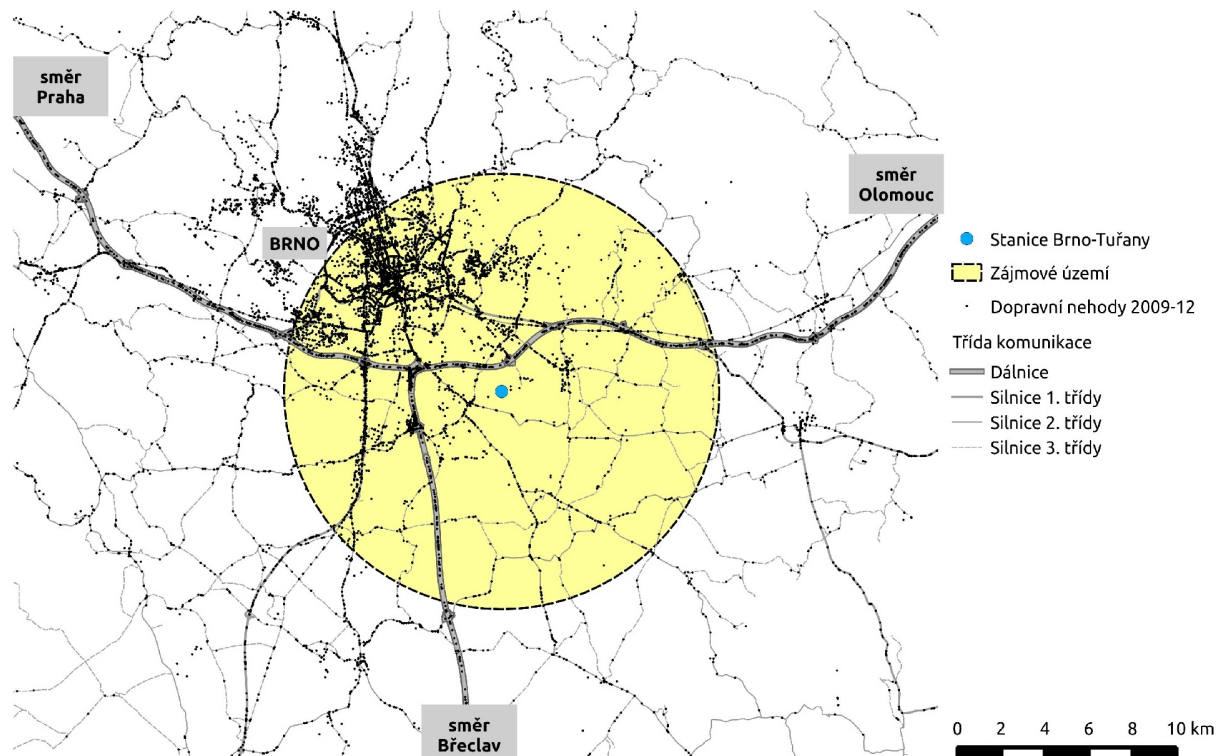 směr
Praha
směr
Olomouc
BRNO
Stanice Brno-Tuřany
Zájmové území
Dopravní nehody 2009-12
Třída komunikace
Dálnice
Silnice 1. třídy
Silnice 2. třídy
Silnice 3. třídy
směr
Břeclav
0 2 4 6 8 10 km